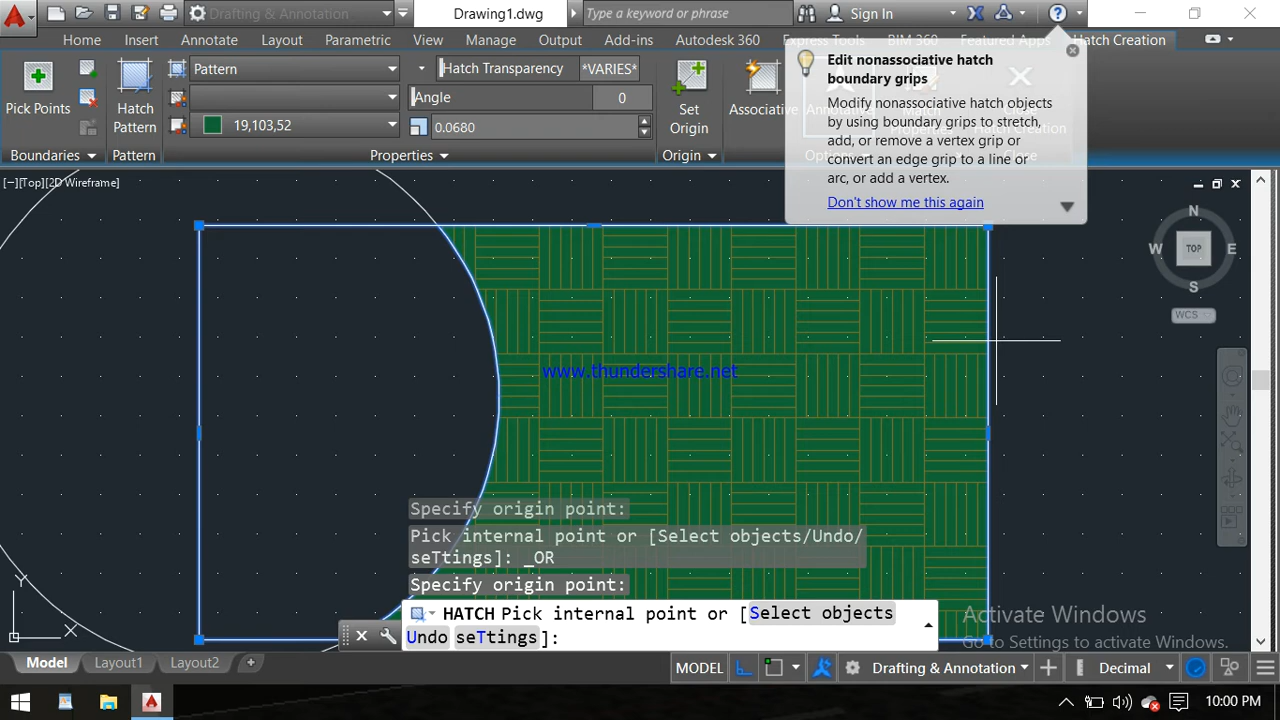 Drafting & Annotation
Drawing1.dwg
Type a keyword or phrase
Sign In
Home Insert Annotate Layout Parametric View Manage Output Add-ins Autodesk 360 Express Tools BIM 360 Featured Apps Hatch Creation
Pick Points
Boundaries
Hatch
Pattern
Pattern
Pattern
19,103,52
Hatch Transparency *VARIES*
Angle 0
0.0680
Properties
Set
Origin
Origin
Associative
Edit nonassociative hatch
boundary grips
Modify nonassociative hatch objects
by using boundary grips to stretch,
add, or remove a vertex grip or
convert an edge grip to a line or
arc, or add a vertex.
Don't show me this again
[−][Top][2D Wireframe]
N
W TOP E
S
WCS
www.thundershare.net
Specify origin point:
Pick internal point or [Select objects/Undo/
seTtings]: _OR
Specify origin point:
HATCH Pick internal point or [Select objects
Undo seTtings]:
Y
X
Activate Windows
Go to Settings to activate Windows.
Model Layout1 Layout2
MODEL Drafting & Annotation Decimal
10:00 PM